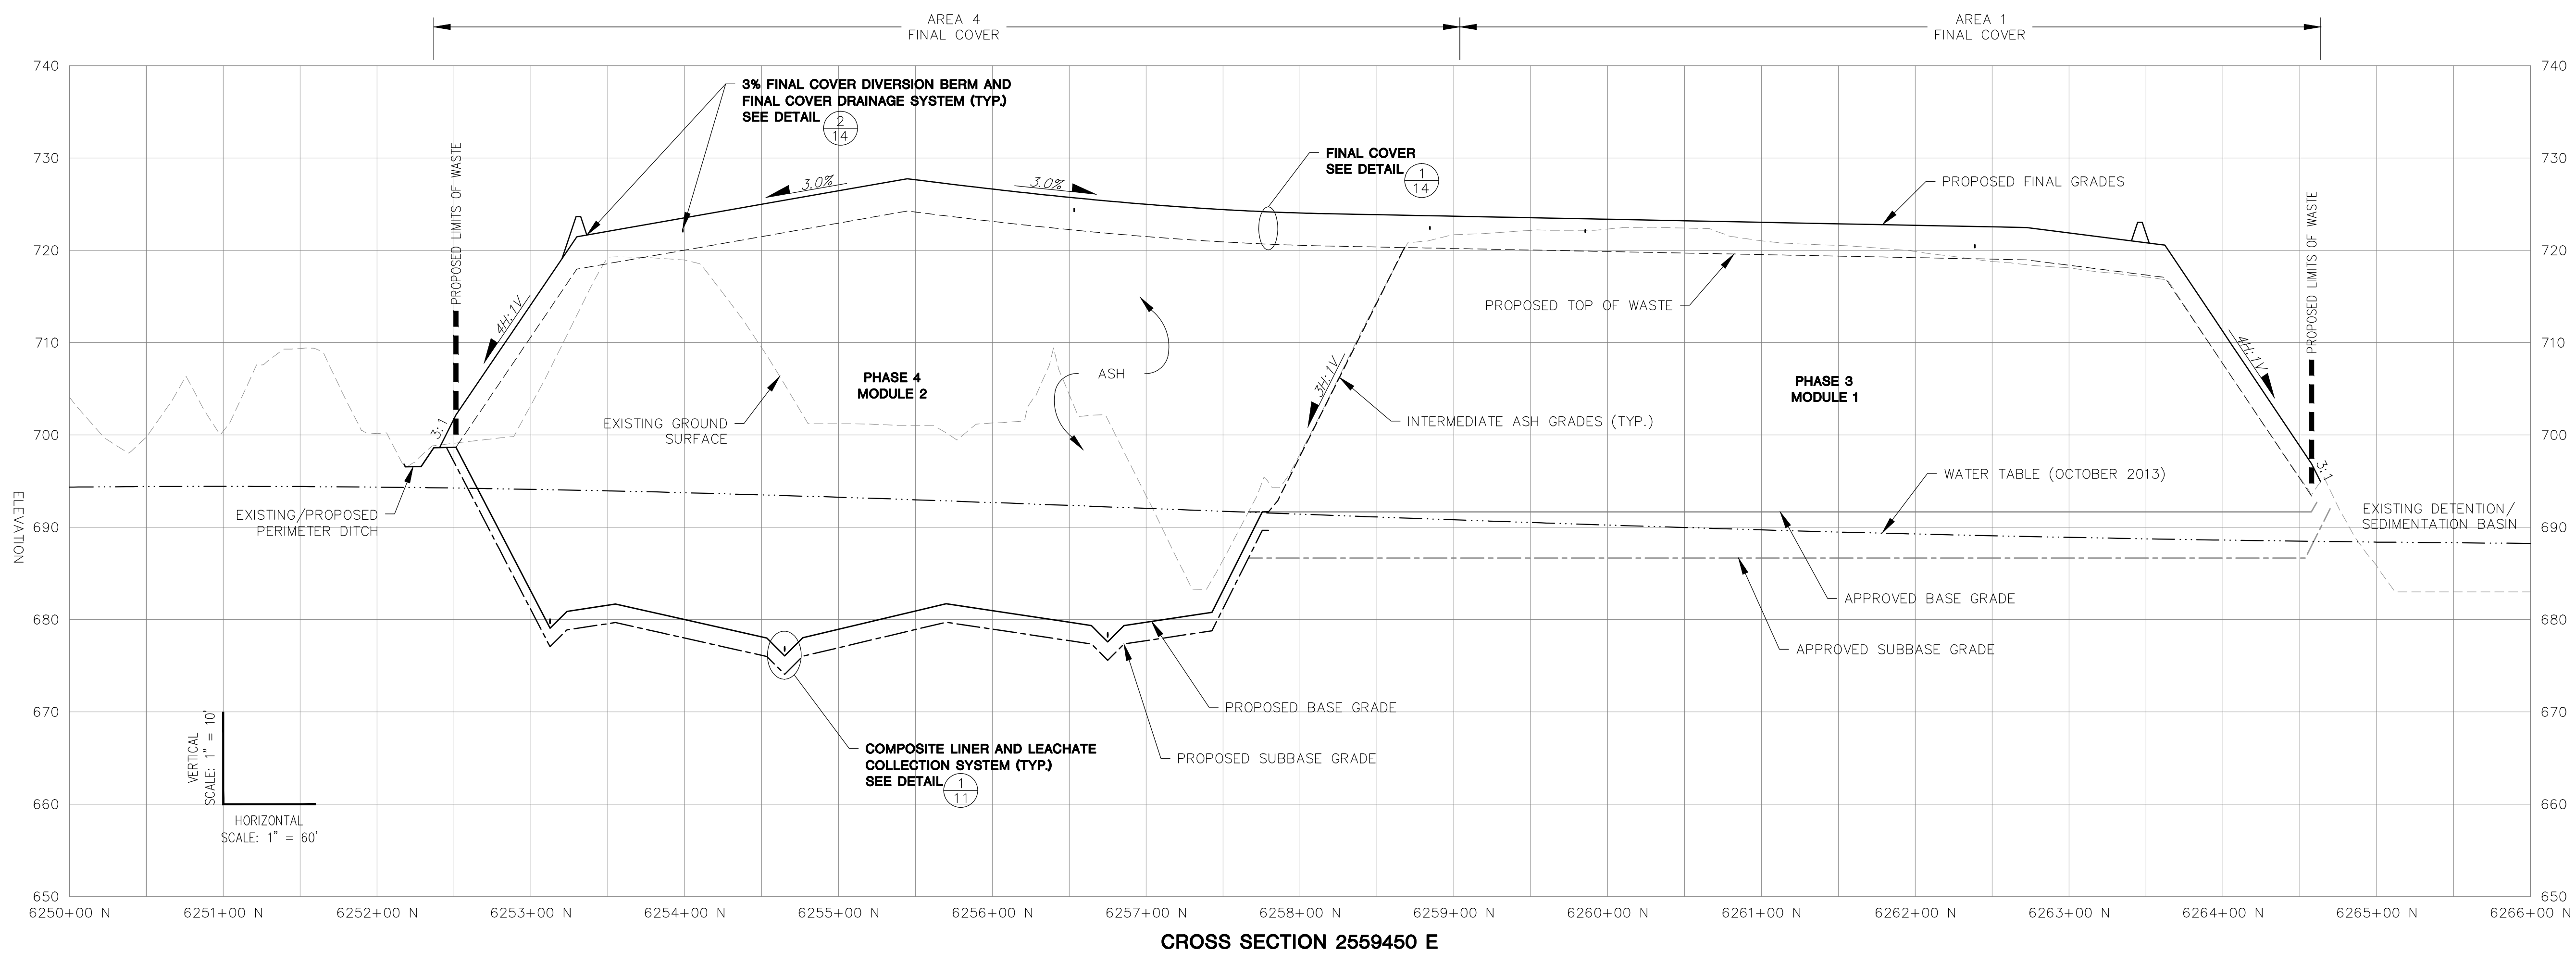 AREA 4
FINAL COVER
AREA 1
FINAL COVER
740
740
3% FINAL COVER DIVERSION BERM AND
FINAL COVER DRAINAGE SYSTEM (TYP.)
SEE DETAIL
2
14
730
730
PROPOSED LIMITS OF WASTE
3.0%
3.0%
FINAL COVER
SEE DETAIL
1
14
PROPOSED FINAL GRADES
PROPOSED LIMITS OF WASTE
720
720
4H:1V
PROPOSED TOP OF WASTE
710
710
4H:1V
3H:1V
ASH
PHASE 4
MODULE 2
PHASE 3
MODULE 1
EXISTING GROUND
SURFACE
INTERMEDIATE ASH GRADES (TYP.)
700
700
3:1
3:1
WATER TABLE (OCTOBER 2013)
ELEVATION
EXISTING/PROPOSED
PERIMETER DITCH
EXISTING DETENTION/
SEDIMENTATION BASIN
690
690
APPROVED BASE GRADE
680
680
APPROVED SUBBASE GRADE
670
670
PROPOSED BASE GRADE
VERTICAL
SCALE: 1" = 10'
COMPOSITE LINER AND LEACHATE
COLLECTION SYSTEM (TYP.)
SEE DETAIL
1
11
PROPOSED SUBBASE GRADE
660
660
HORIZONTAL
SCALE: 1" = 60'
650
650
6250+00 N
6251+00 N
6252+00 N
6253+00 N
6254+00 N
6255+00 N
6256+00 N
6257+00 N
6258+00 N
6259+00 N
6260+00 N
6261+00 N
6262+00 N
6263+00 N
6264+00 N
6265+00 N
6266+00 N
CROSS SECTION 2559450 E